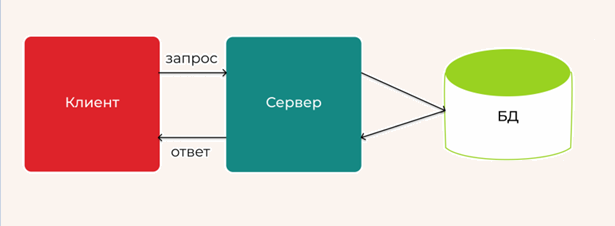 запрос
Клиент
Сервер
БД
ответ